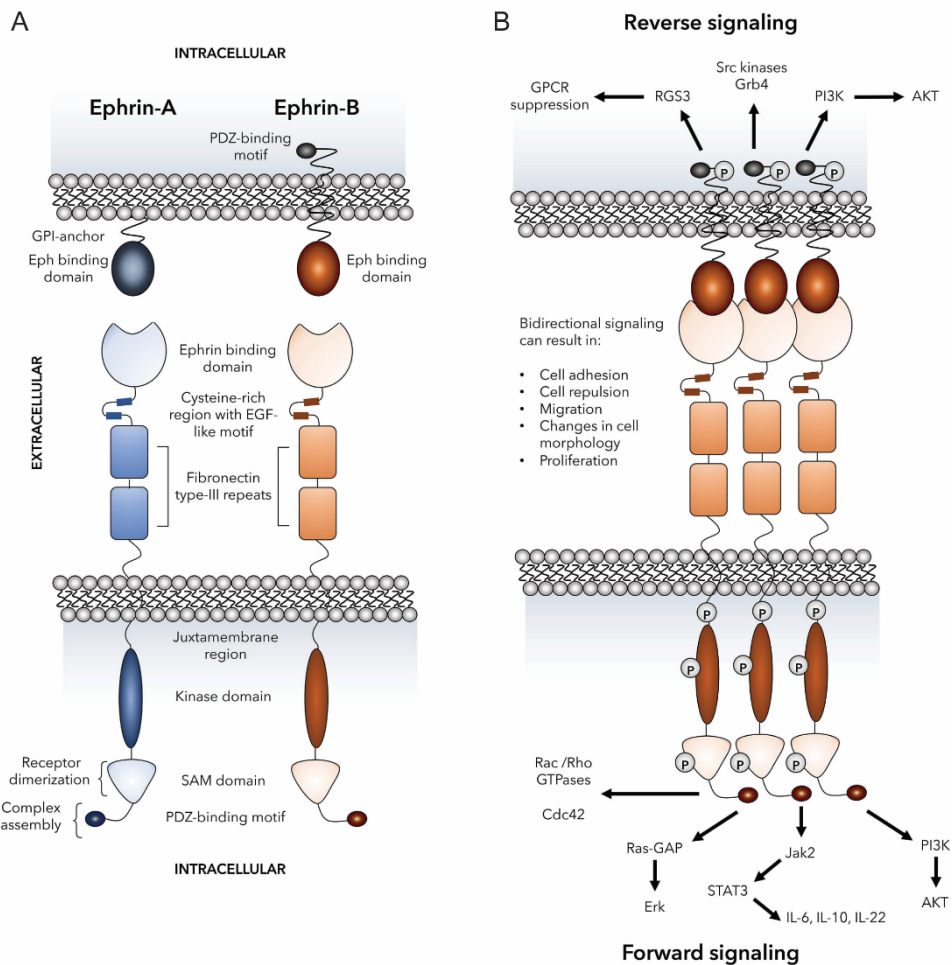 A
INTRACELLULAR
Ephrin-A
Ephrin-B
PDZ-binding
motif
GPI-anchor
Eph binding
domain
Eph binding
domain
EXTRACELLULAR
Ephrin binding
domain
Cysteine-rich
region with EGF-
like motif
Fibronectin
type-III repeats
Juxtamembrane
region
Kinase domain
Receptor
dimerization
SAM domain
Complex
assembly
PDZ-binding motif
INTRACELLULAR
B
Reverse signaling
GPCR
suppression
RGS3
Src kinases
Grb4
PI3K
AKT
P
P
P
Bidirectional signaling
can result in:
• Cell adhesion
• Cell repulsion
• Migration
• Changes in cell
morphology
• Proliferation
P
P
P
P
P
P
P
P
P
Rac /Rho
GTPases
Cdc42
Ras-GAP
Erk
Jak2
STAT3
IL-6, IL-10, IL-22
PI3K
AKT
Forward signaling